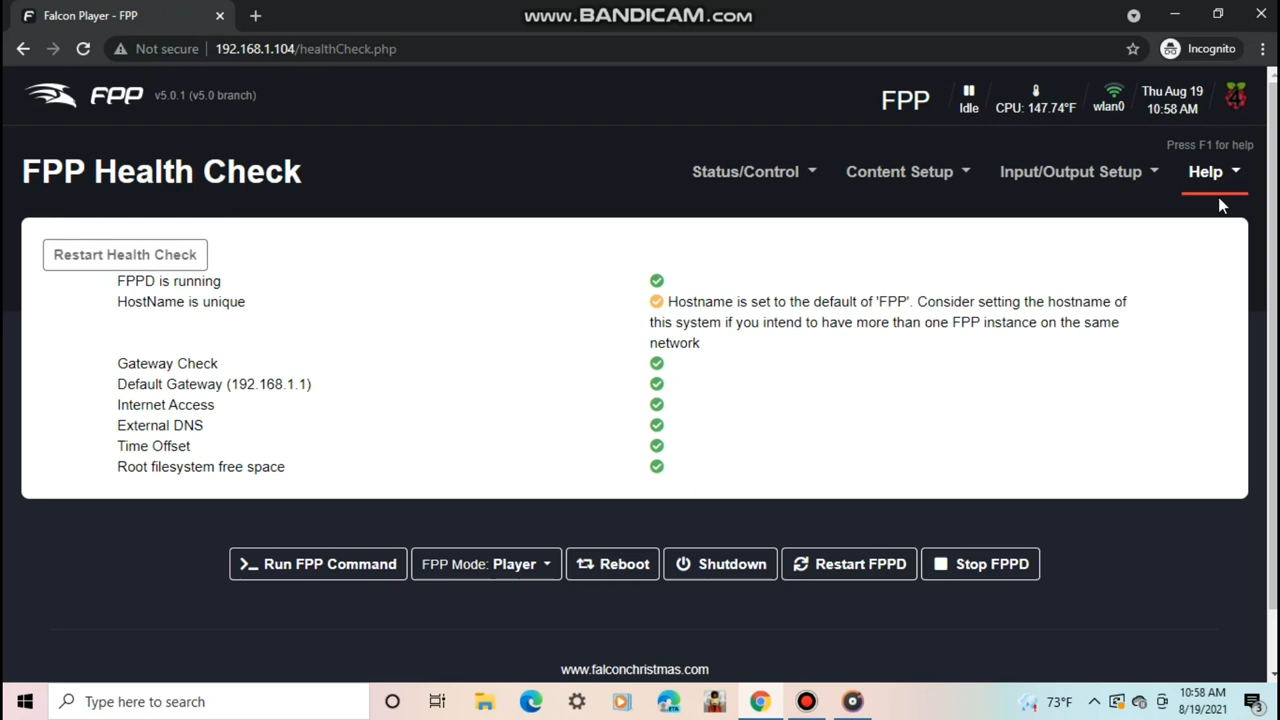 Falcon Player - FPP
www.BANDICAM.com
Not secure
192.168.1.104/healthCheck.php
Incognito
FPP
v5.0.1 (v5.0 branch)
FPP
Idle
CPU: 147.74°F
wlan0
Thu Aug 19
10:58 AM
Press F1 for help
FPP Health Check
Status/Control
Content Setup
Input/Output Setup
Help
Restart Health Check
FPPD is running
HostName is unique
Hostname is set to the default of 'FPP'. Consider setting the hostname of
this system if you intend to have more than one FPP instance on the same
network
Gateway Check
Default Gateway (192.168.1.1)
Internet Access
External DNS
Time Offset
Root filesystem free space
Run FPP Command
FPP Mode: Player
Reboot
Shutdown
Restart FPPD
Stop FPPD
www.falconchristmas.com
Type here to search
73°F
10:58 AM
8/19/2021
3